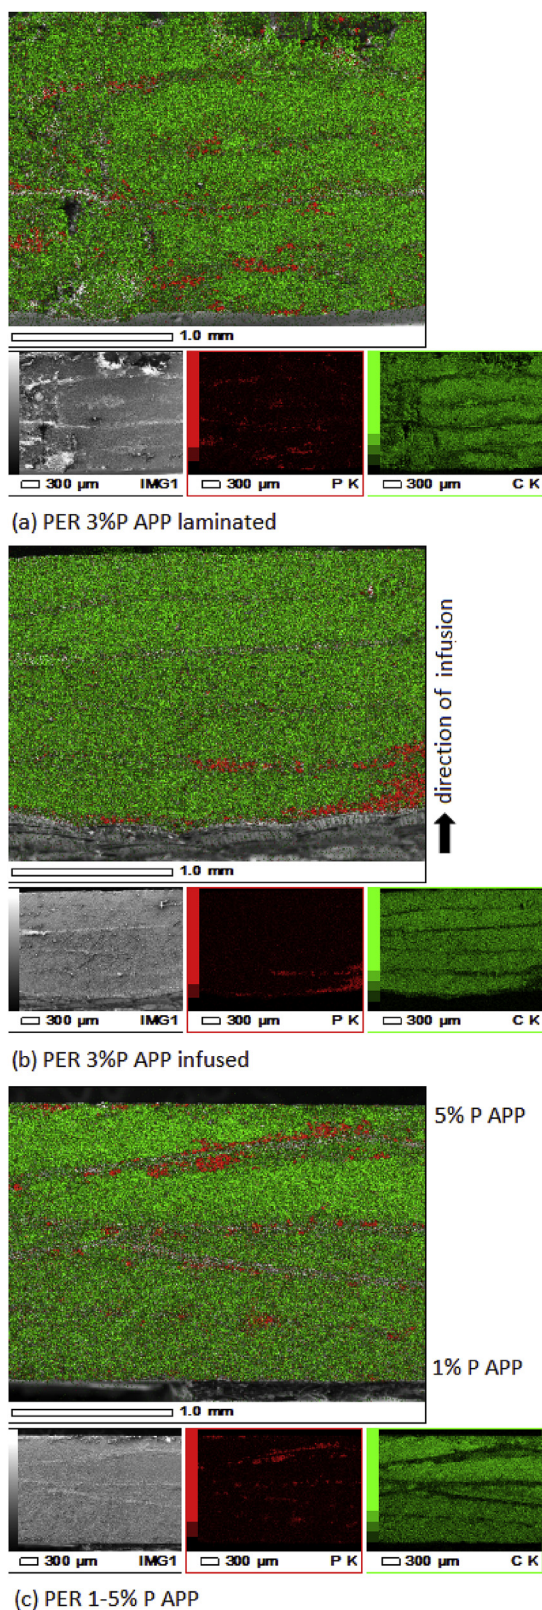 1.0 mm
300 µm IMG1
300 µm P K
300 µm C K
(a) PER 3%P APP laminated
direction of infusion
1.0 mm
300 µm IMG1
300 µm P K
300 µm C K
(b) PER 3%P APP infused
5% P APP
1% P APP
1.0 mm
300 µm IMG1
300 µm P K
300 µm C K
(c) PER 1-5% P APP